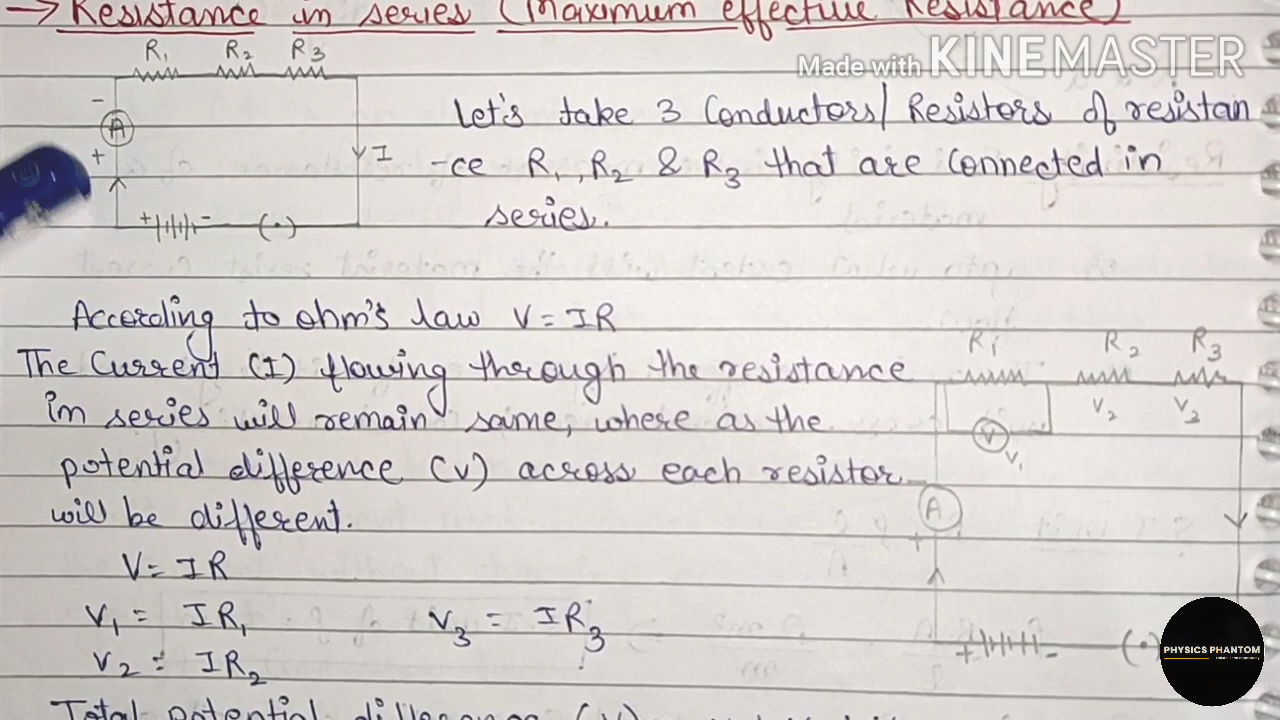 → Resistance in series (Maximum effective Resistance)
R1 R2 R3
Made with KINEMASTER
-
A
+
I
+ - (•)
Let's take 3 Conductors/ Resistors of resistan
-ce R1, R2 & R3 that are connected in
series.
According to ohm's law V = IR
The Current (I) flowing through the resistance
in series will remain same, where as the
potential difference (V) across each resistor
will be different.
V = IR
V1 = IR1 V3 = IR3
V2 = IR2
Total potential difference (V)
R1 R2 R3
V V1 V2 V3
A
+
+ - (•)
PHYSICS PHANTOM